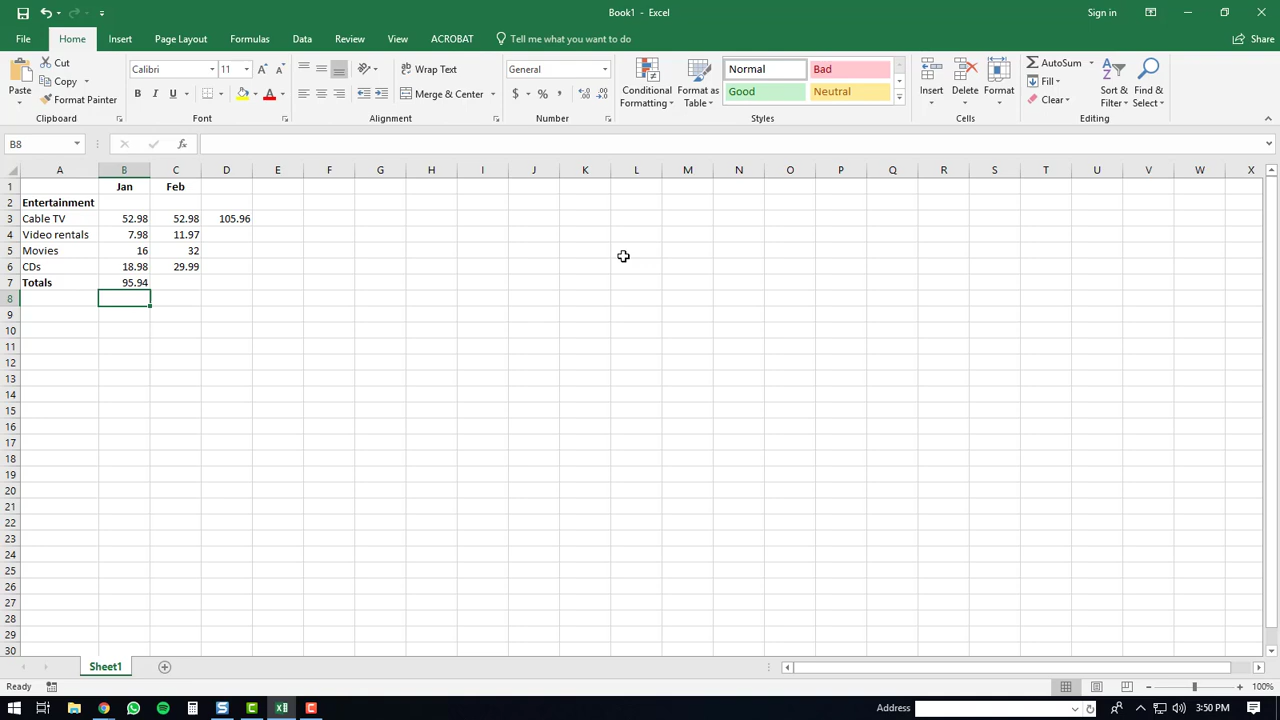 Book1 - Excel
Sign in
File Home Insert Page Layout Formulas Data Review View ACROBAT Tell me what you want to do Share
Paste Cut Copy Format Painter
Calibri 11
B I U A
Wrap Text
Merge & Center
General
$ % ,
Conditional Formatting
Format as Table
Normal Bad
Good Neutral
Insert Delete Format
AutoSum
Fill
Clear
Sort & Filter
Find & Select
Clipboard Font Alignment Number Styles Cells Editing
B8 fx
A B C D E F G H I J K L M N O P Q R S T U V W X
1 Jan Feb
2 Entertainment
3 Cable TV 52.98 52.98 105.96
4 Video rentals 7.98 11.97
5 Movies 16 32
6 CDs 18.98 29.99
7 Totals 95.94
8
9
10
11
12
13
14
15
16
17
18
19
20
21
22
23
24
25
26
27
28
29
30
Sheet1
Ready 100%
Address 3:50 PM